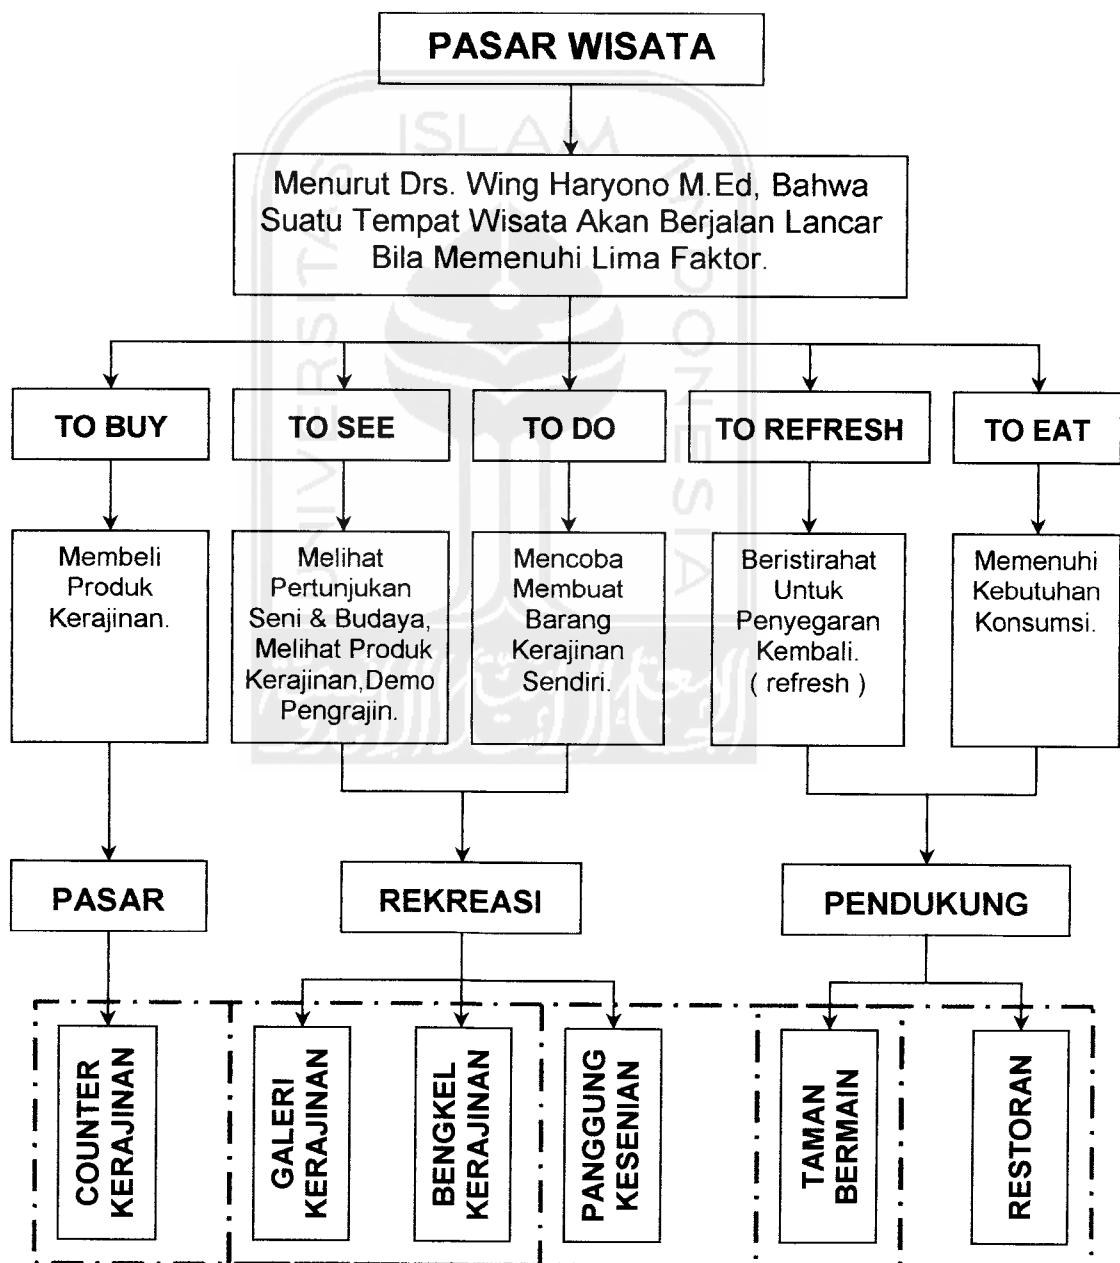 PASAR WISATA
Menurut Drs. Wing Haryono M.Ed, Bahwa
Suatu Tempat Wisata Akan Berjalan Lancar
Bila Memenuhi Lima Faktor.
TO BUY
TO SEE
TO DO
TO REFRESH
TO EAT
Membeli
Produk
Kerajinan.
Melihat
Pertunjukan
Seni & Budaya,
Melihat Produk
Kerajinan,Demo
Pengrajin.
Mencoba
Membuat
Barang
Kerajinan
Sendiri.
Beristirahat
Untuk
Penyegaran
Kembali.
( refresh )
Memenuhi
Kebutuhan
Konsumsi.
PASAR
REKREASI
PENDUKUNG
COUNTER
KERAJINAN
GALERI
KERAJINAN
BENGKEL
KERAJINAN
PANGGUNG
KESENIAN
TAMAN
BERMAIN
RESTORAN
UNIVERSITAS
ISLAM
INDONESIA